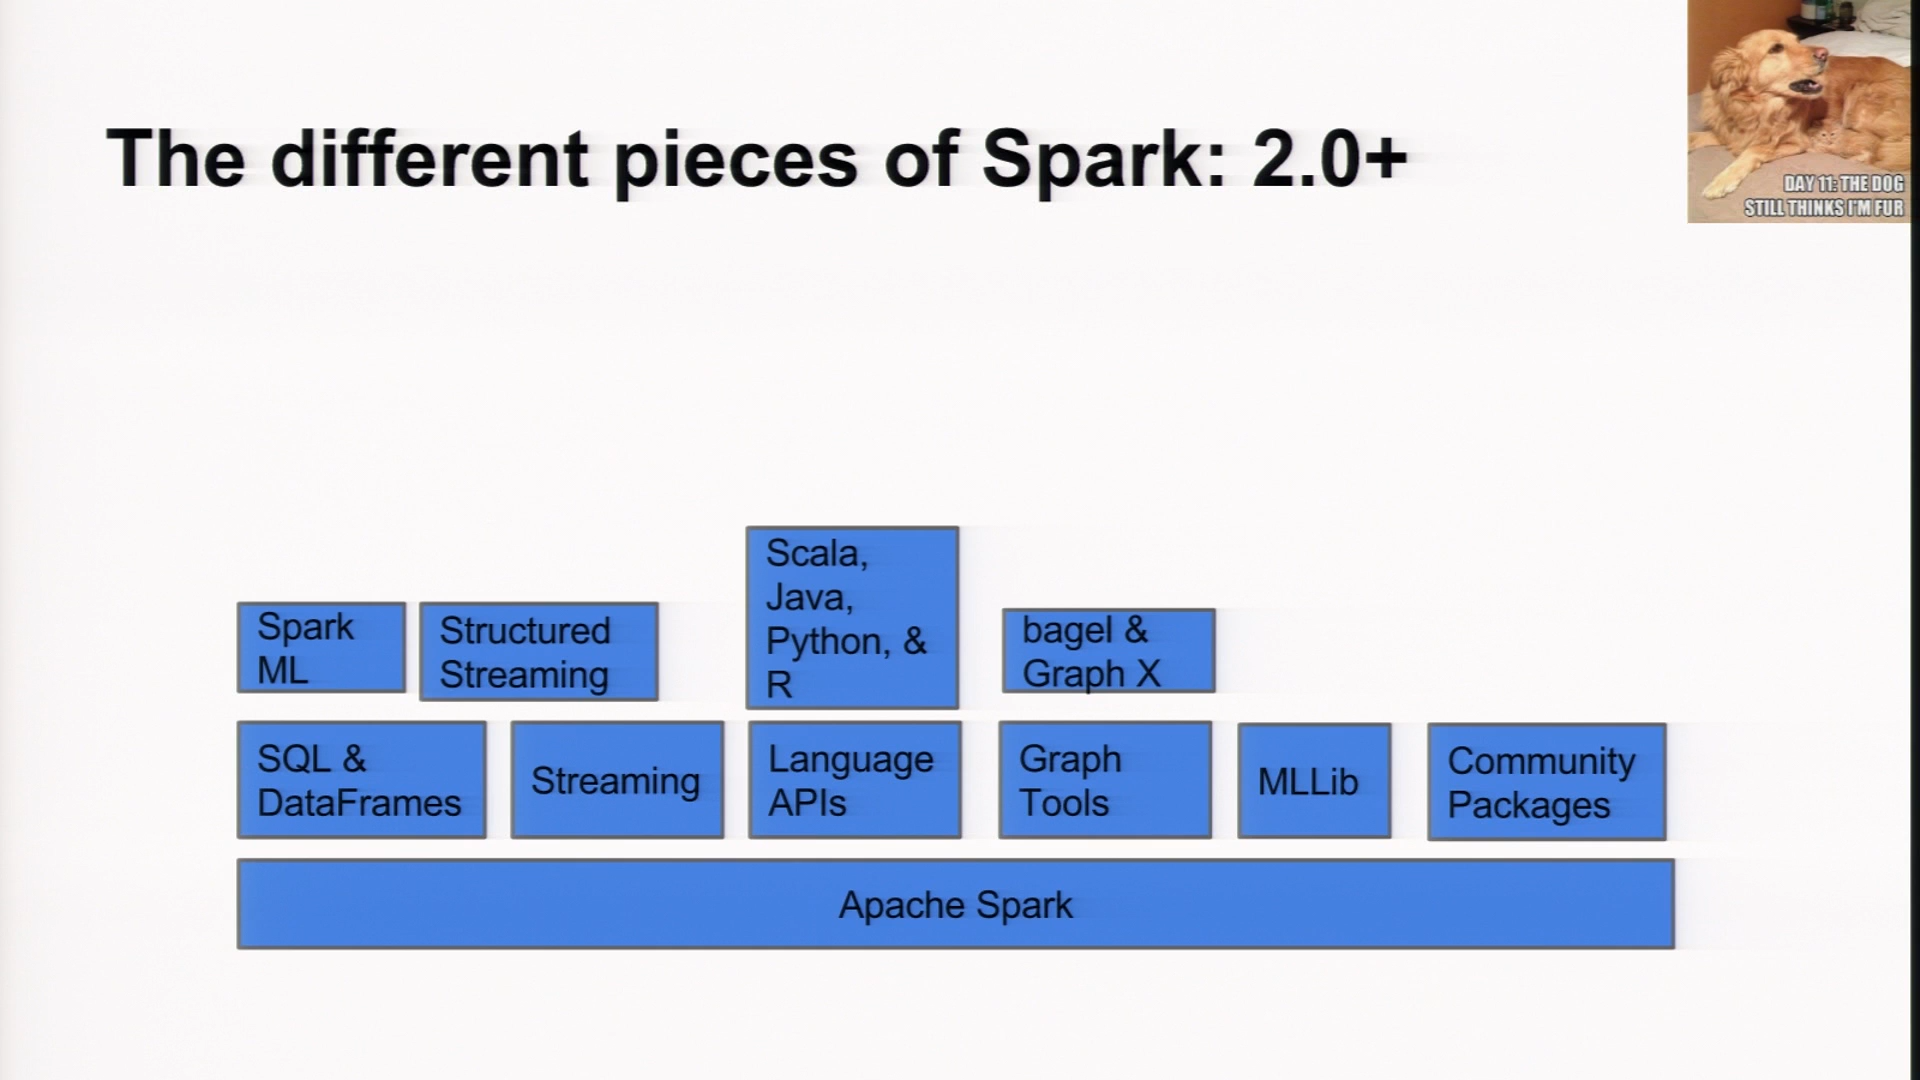 The different pieces of Spark: 2.0+
DAY 11: THE DOG
STILL THINKS I'M FUR
Scala,
Java,
Python, &
R
Spark
ML
Structured
Streaming
bagel &
Graph X
SQL &
DataFrames
Streaming
Language
APIs
Graph
Tools
MLLib
Community
Packages
Apache Spark